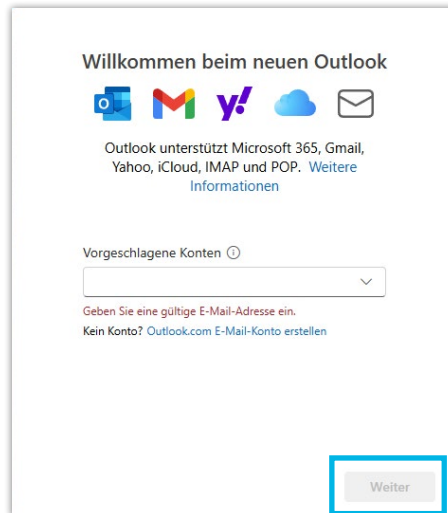 Willkommen beim neuen Outlook
o y!
Outlook unterstützt Microsoft 365, Gmail,
Yahoo, iCloud, IMAP und POP. Weitere
Informationen
Vorgeschlagene Konten
Geben Sie eine gültige E-Mail-Adresse ein.
Kein Konto? Outlook.com E-Mail-Konto erstellen
Weiter